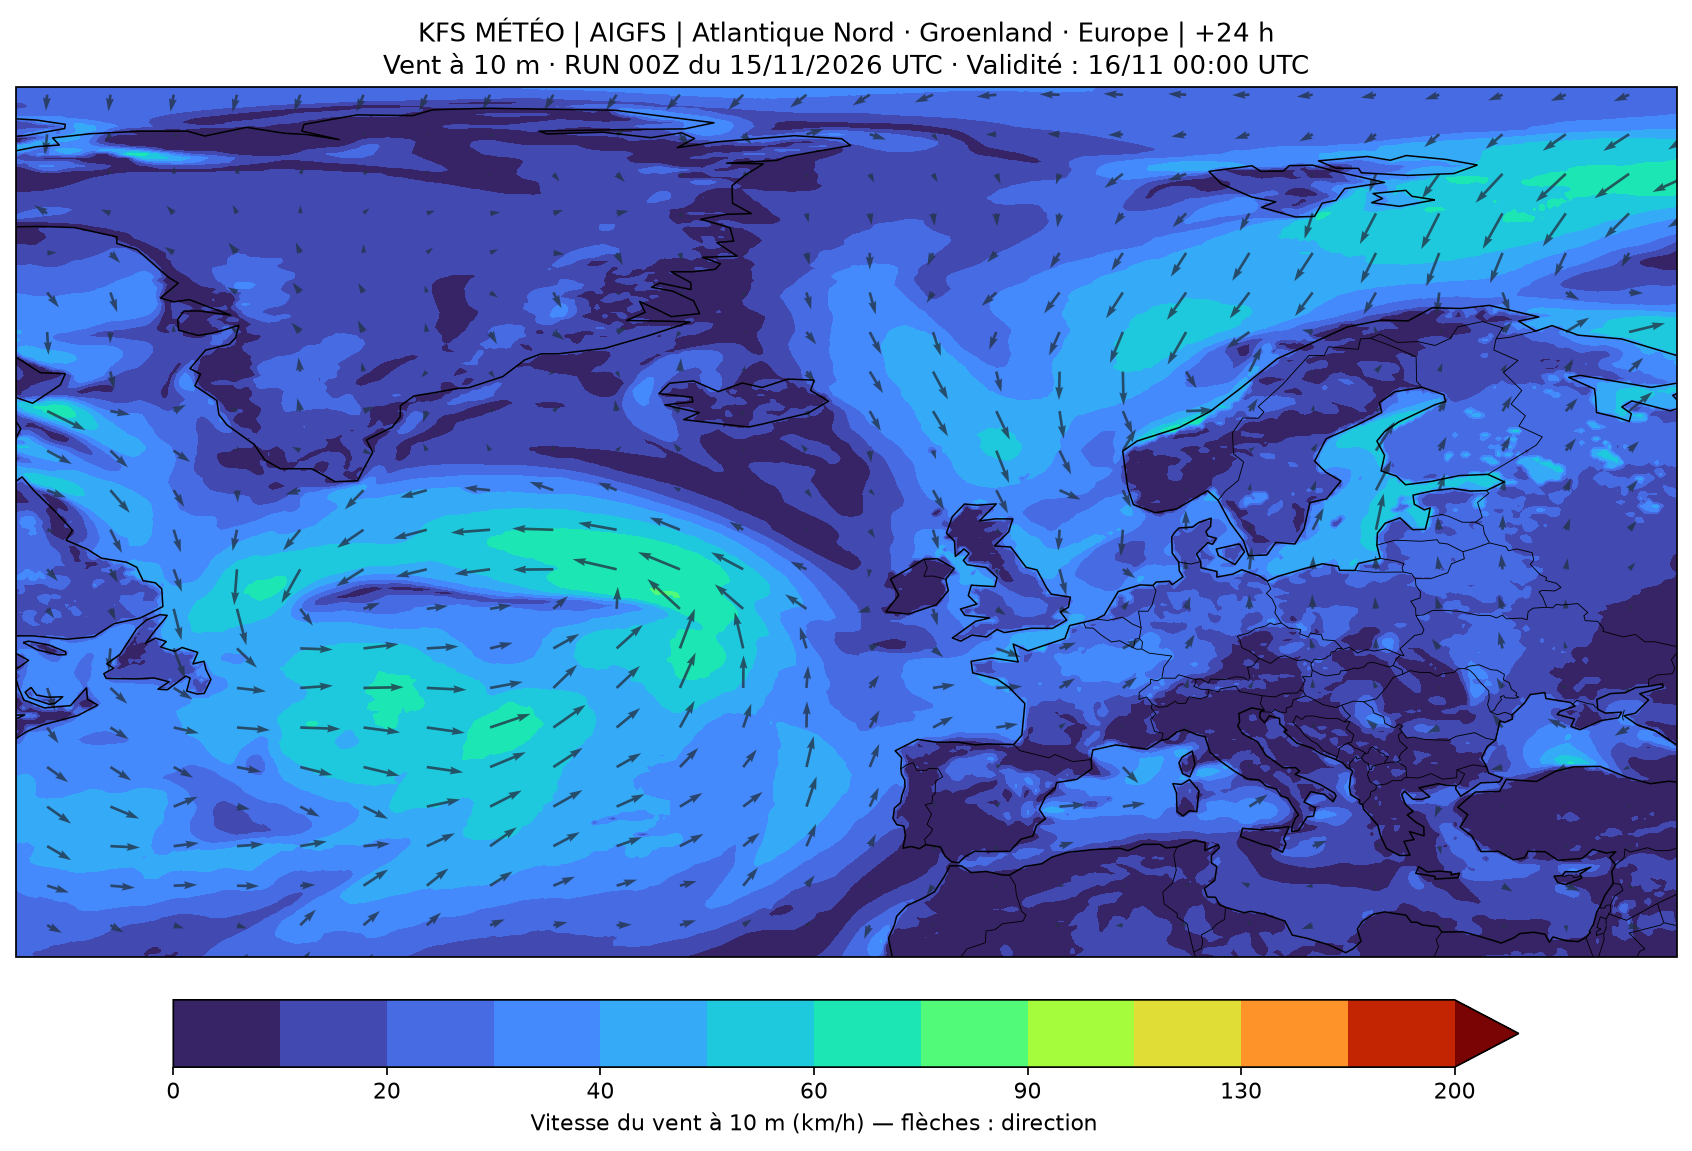 KFS MÉTÉO | AIGFS | Atlantique Nord · Groenland · Europe | +24 h
Vent à 10 m · RUN 00Z du 15/11/2026 UTC · Validité : 16/11 00:00 UTC
0 20 40 60 90 130 200
Vitesse du vent à 10 m (km/h) — flèches : direction